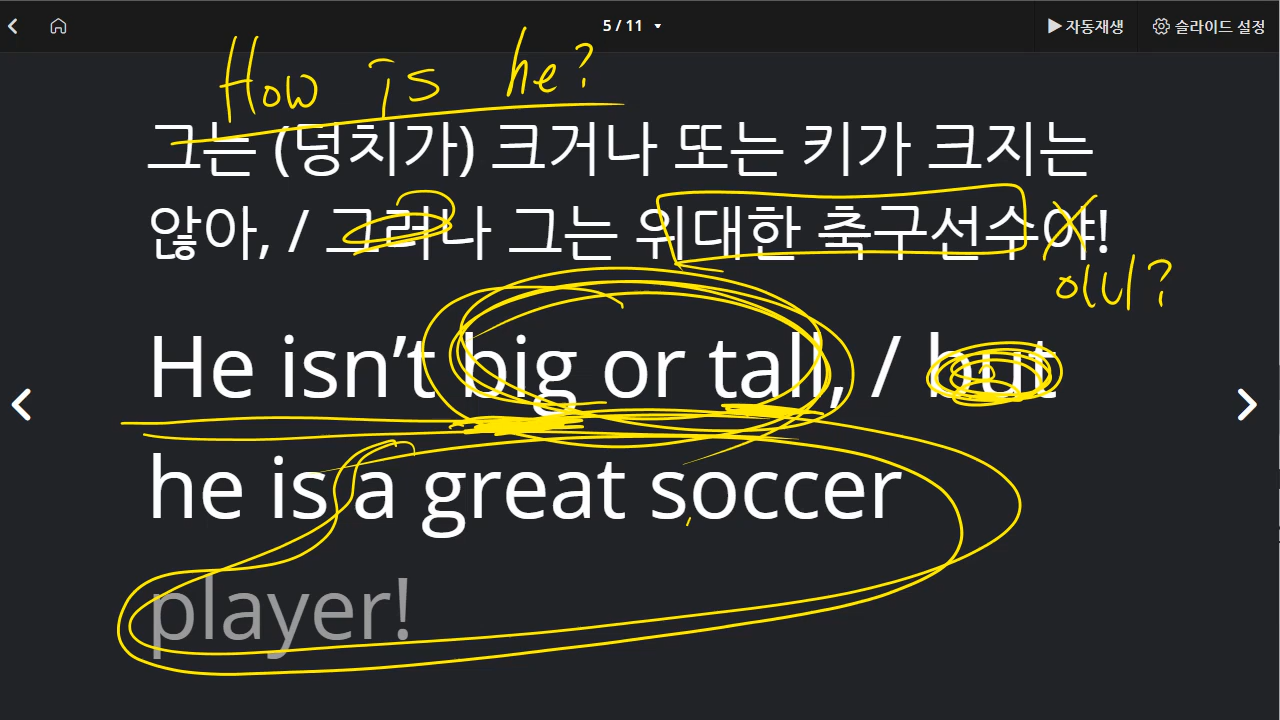 5 / 11
자동재생
슬라이드 설정
How is he?
그는 (덩치가) 크거나 또는 키가 크지는
않아, / 그러나 그는 위대한 축구선수야!
이니?
He isn’t big or tall, / but
he is a great soccer
player!